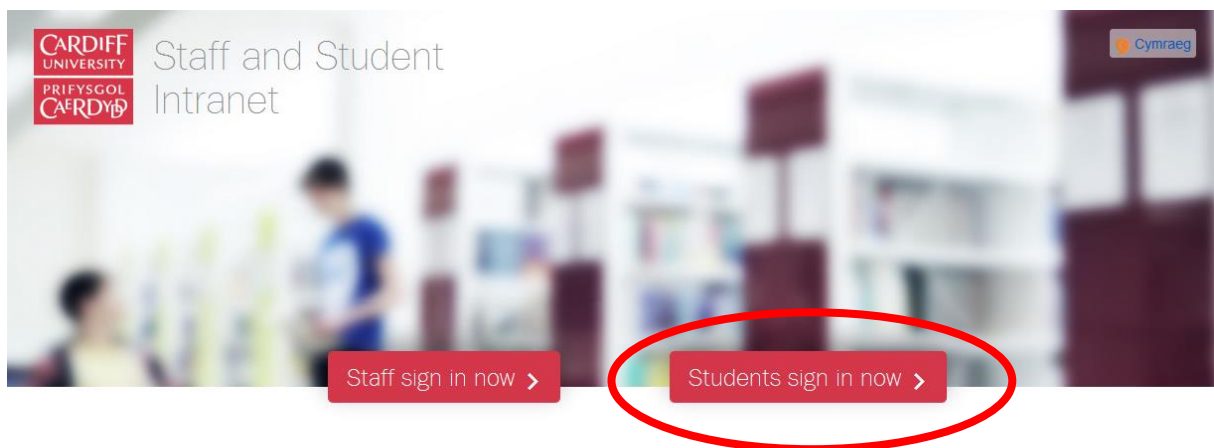 CARDIFF
UNIVERSITY
PRIFYSGOL
CAERDYDD
Staff and Student
Intranet
Cymraeg
Staff sign in now >
Students sign in now >